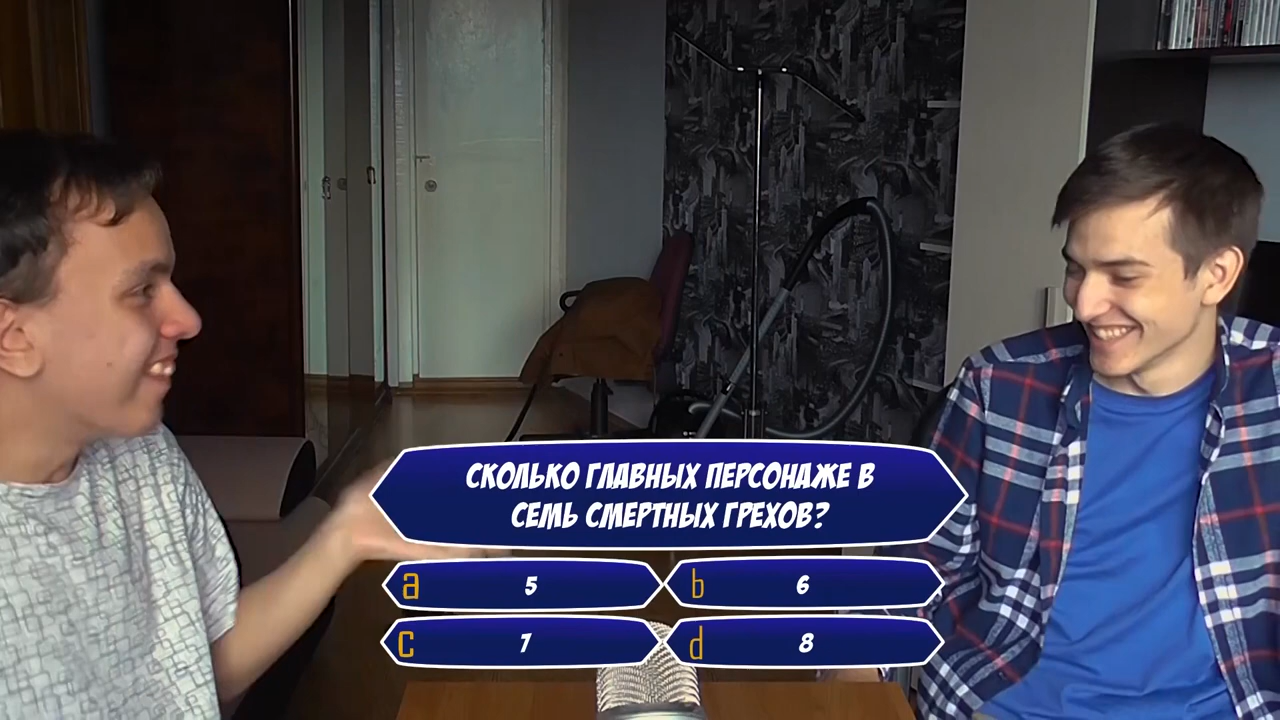 СКОЛЬКО ГЛАВНЫХ ПЕРСОНАЖЕ В
СЕМЬ СМЕРТНЫХ ГРЕХОВ?
a 5
b 6
c 7
d 8